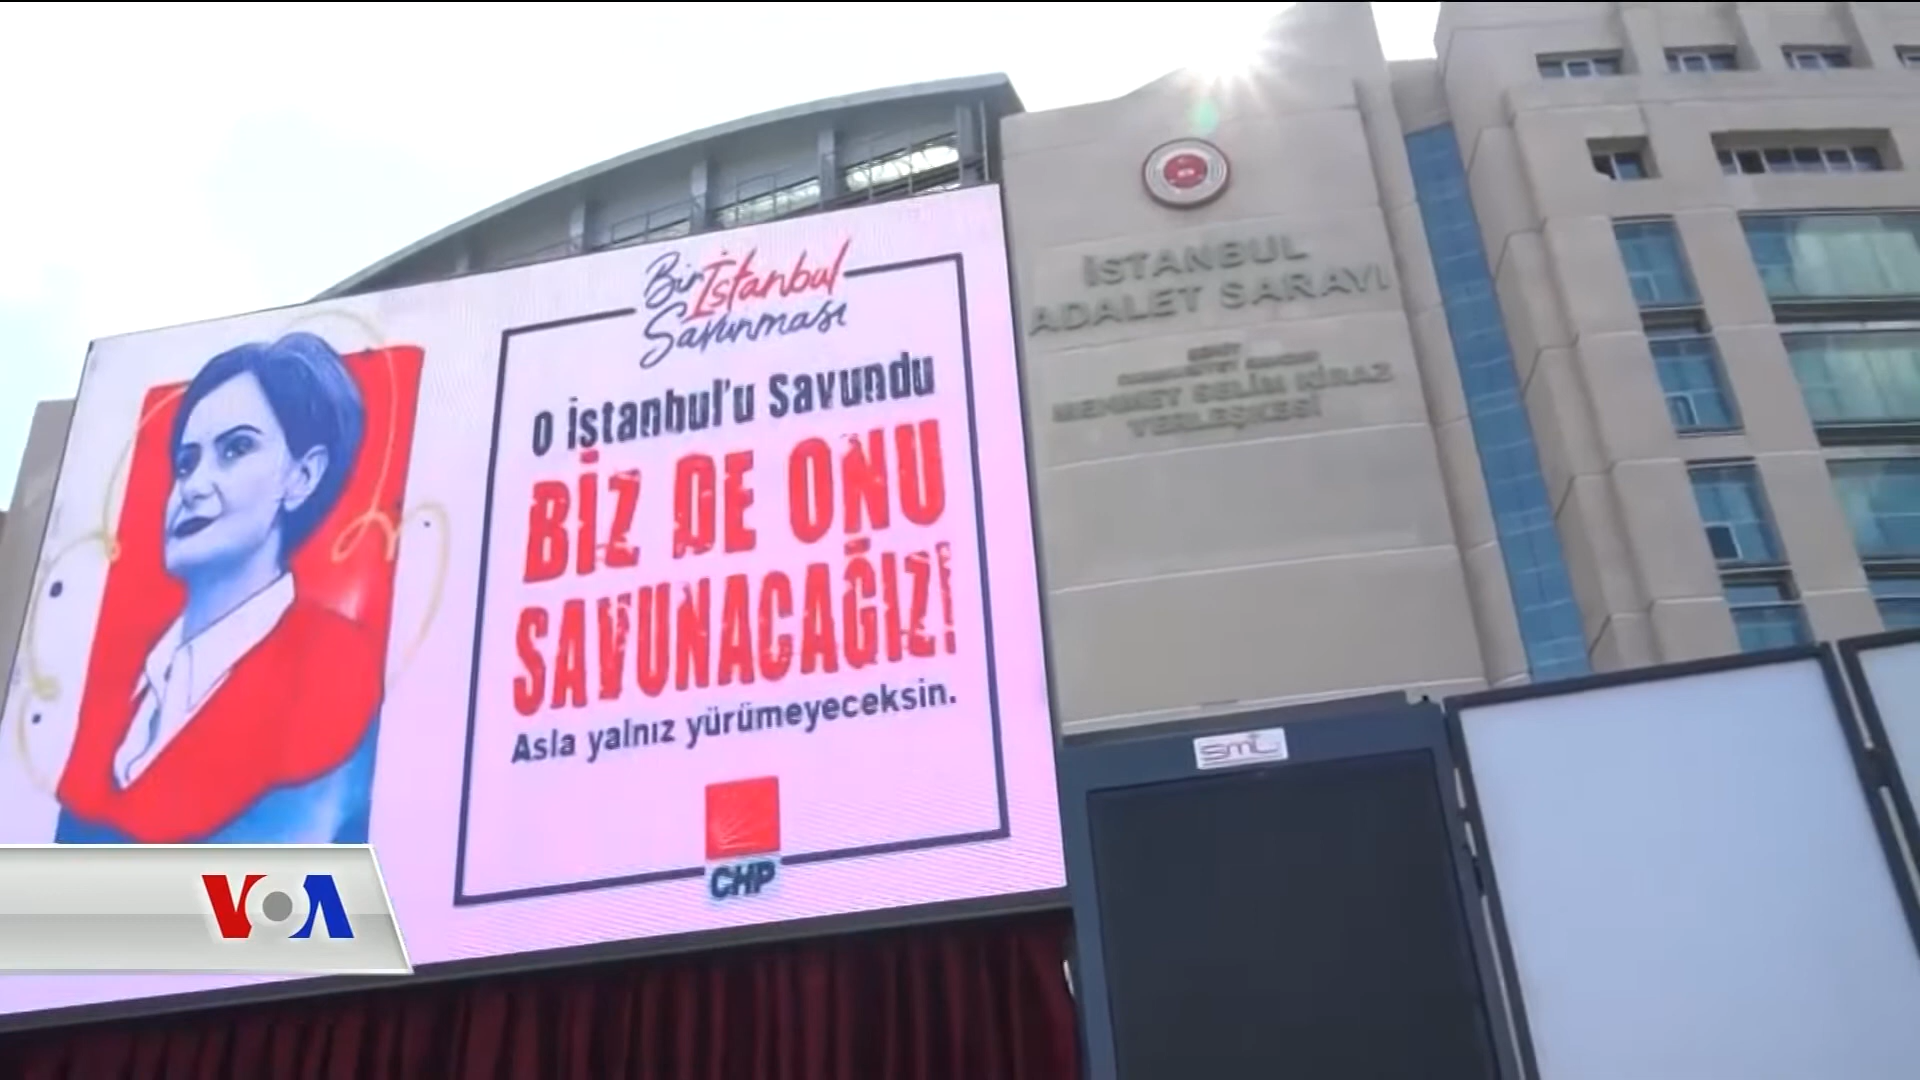 Bir İstanbul
Savunması
O İstanbul'u Savundu
BİZ DE ONU
SAVUNACAĞIZ!
Asla yalnız yürümeyeceksin.
CHP
İSTANBUL
ADALET SARAYI
MEHMET SELİM KİRAZ
YERLEŞKESİ
VOA